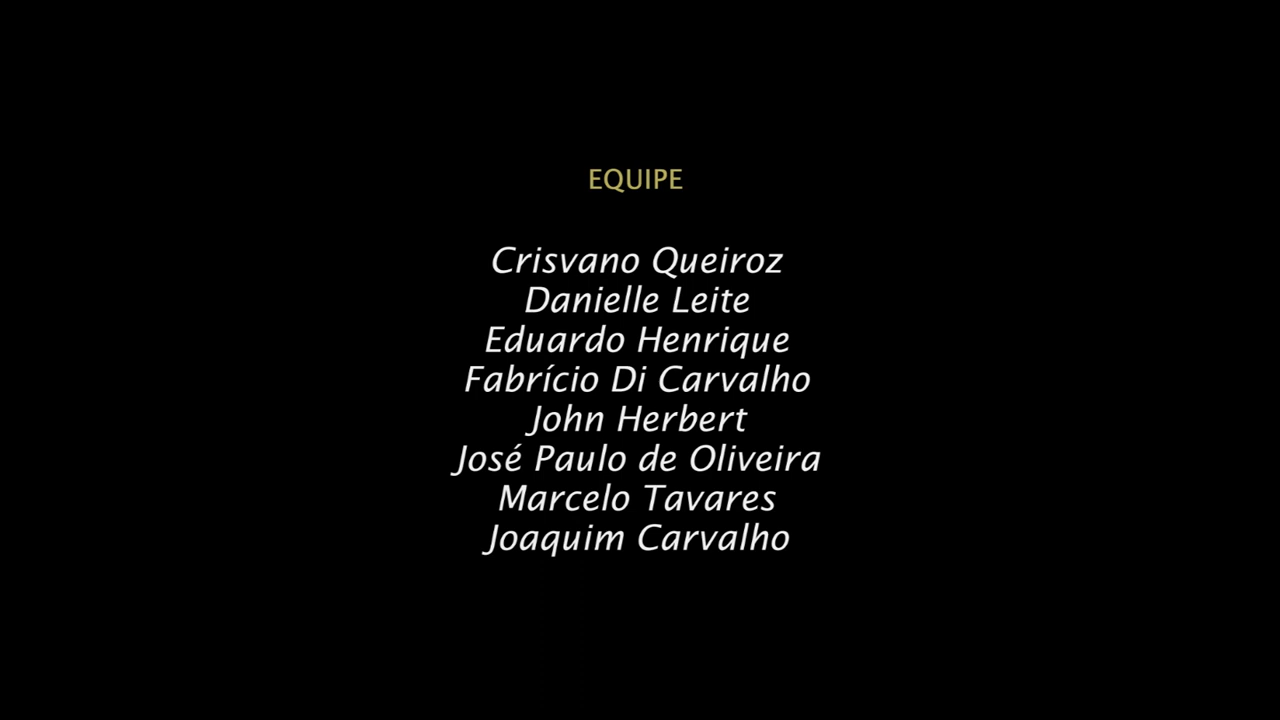 EQUIPE
Crisvano Queiroz
Danielle Leite
Eduardo Henrique
Fabrício Di Carvalho
John Herbert
José Paulo de Oliveira
Marcelo Tavares
Joaquim Carvalho